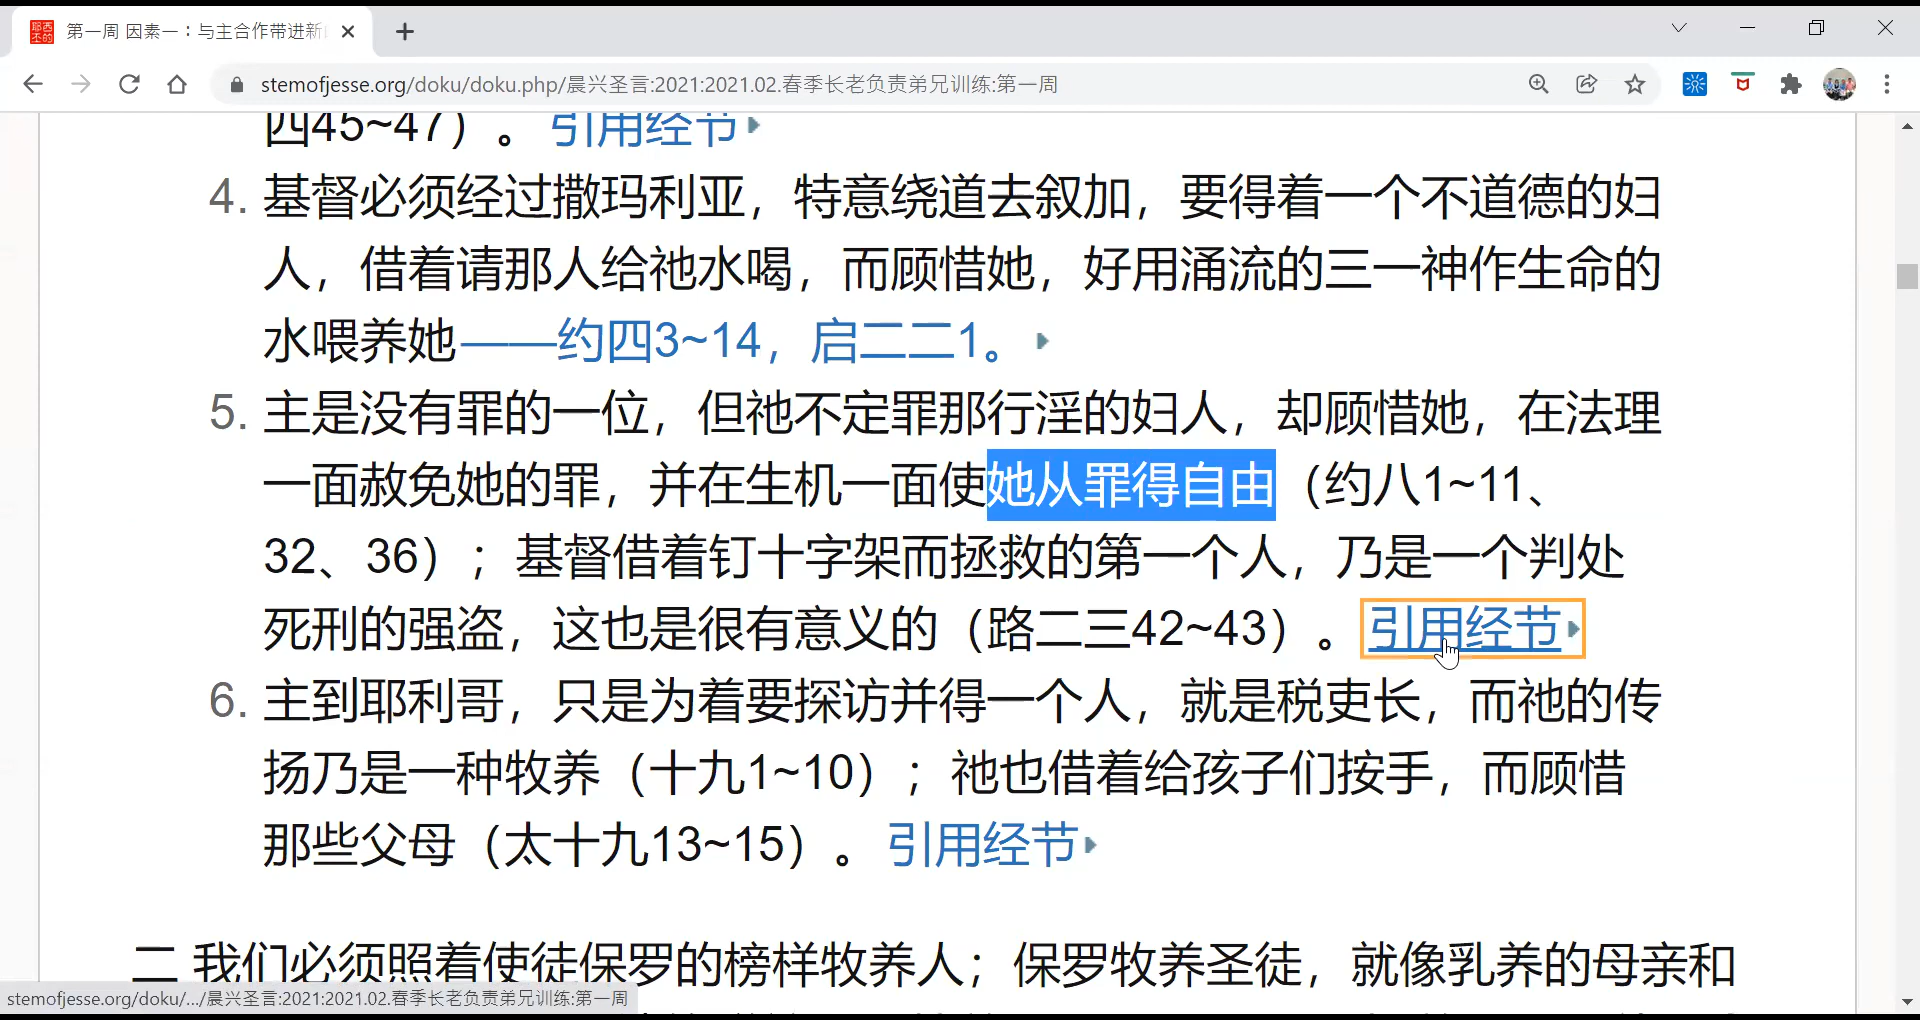 第一周 因素一：与主合作带进新
stemofjesse.org/doku/doku.php/晨兴圣言:2021:2021.02.春季长老负责弟兄训练:第一周
四45~47）。引用经节
4. 基督必须经过撒玛利亚，特意绕道去叙加，要得着一个不道德的妇
人，借着请那人给祂水喝，而顾惜她，好用涌流的三一神作生命的
水喂养她——约四3~14，启二二1。
5. 主是没有罪的一位，但祂不定罪那行淫的妇人，却顾惜她，在法理
一面赦免她的罪，并在生机一面使她从罪得自由（约八1~11、
32、36）；基督借着钉十字架而拯救的第一个人，乃是一个判处
死刑的强盗，这也是很有意义的（路二三42~43）。引用经节
6. 主到耶利哥，只是为着要探访并得一个人，就是税吏长，而祂的传
扬乃是一种牧养（十九1~10）；祂也借着给孩子们按手，而顾惜
那些父母（太十九13~15）。引用经节
二 我们必须照着使徒保罗的榜样牧养人；保罗牧养圣徒，就像乳养的母亲和
stemofjesse.org/doku/.../晨兴圣言:2021:2021.02.春季长老负责弟兄训练:第一周